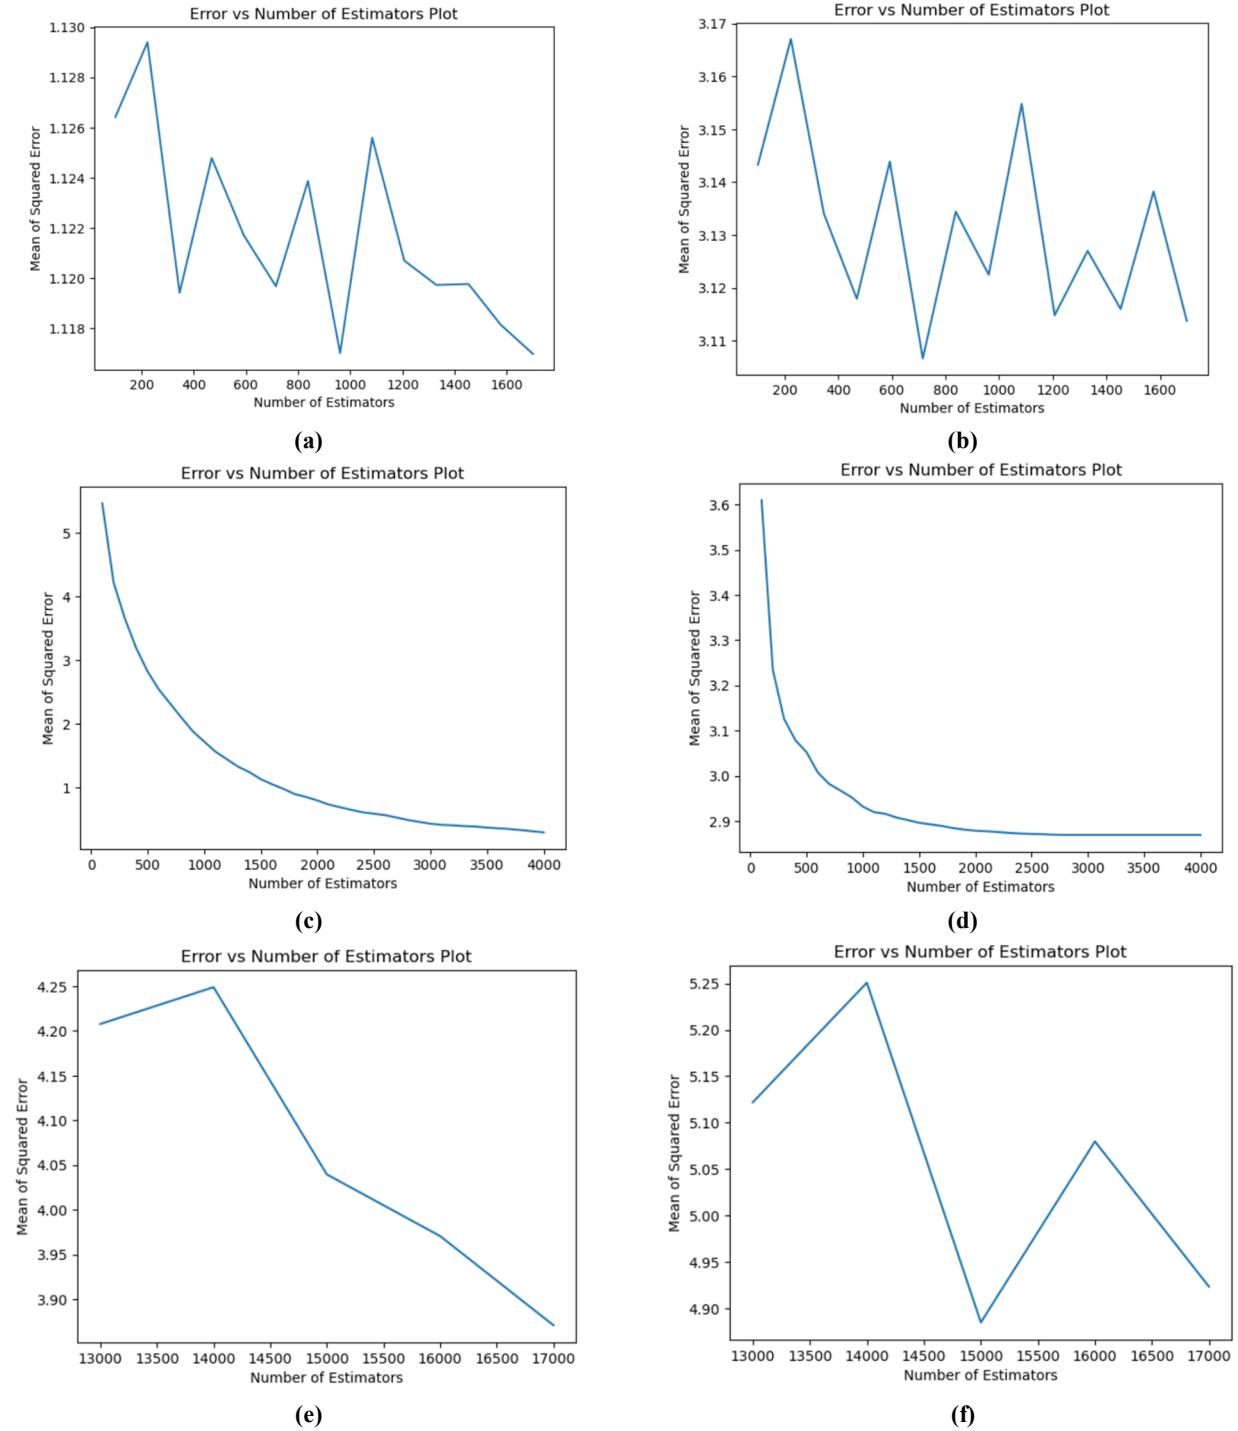 Error vs Number of Estimators Plot
1.130
1.128
1.126
1.124
1.122
1.120
1.118
Mean of Squared Error
200 400 600 800 1000 1200 1400 1600
Number of Estimators
(a)
Error vs Number of Estimators Plot
3.17
3.16
3.15
3.14
3.13
3.12
3.11
Mean of Squared Error
200 400 600 800 1000 1200 1400 1600
Number of Estimators
(b)
Error vs Number of Estimators Plot
5
4
3
2
1
Mean of Squared Error
0 500 1000 1500 2000 2500 3000 3500 4000
Number of Estimators
(c)
Error vs Number of Estimators Plot
3.6
3.5
3.4
3.3
3.2
3.1
3.0
2.9
Mean of Squared Error
0 500 1000 1500 2000 2500 3000 3500 4000
Number of Estimators
(d)
Error vs Number of Estimators Plot
4.25
4.20
4.15
4.10
4.05
4.00
3.95
3.90
Mean of Squared Error
13000 13500 14000 14500 15000 15500 16000 16500 17000
Number of Estimators
(e)
Error vs Number of Estimators Plot
5.25
5.20
5.15
5.10
5.05
5.00
4.95
4.90
Mean of Squared Error
13000 13500 14000 14500 15000 15500 16000 16500 17000
Number of Estimators
(f)